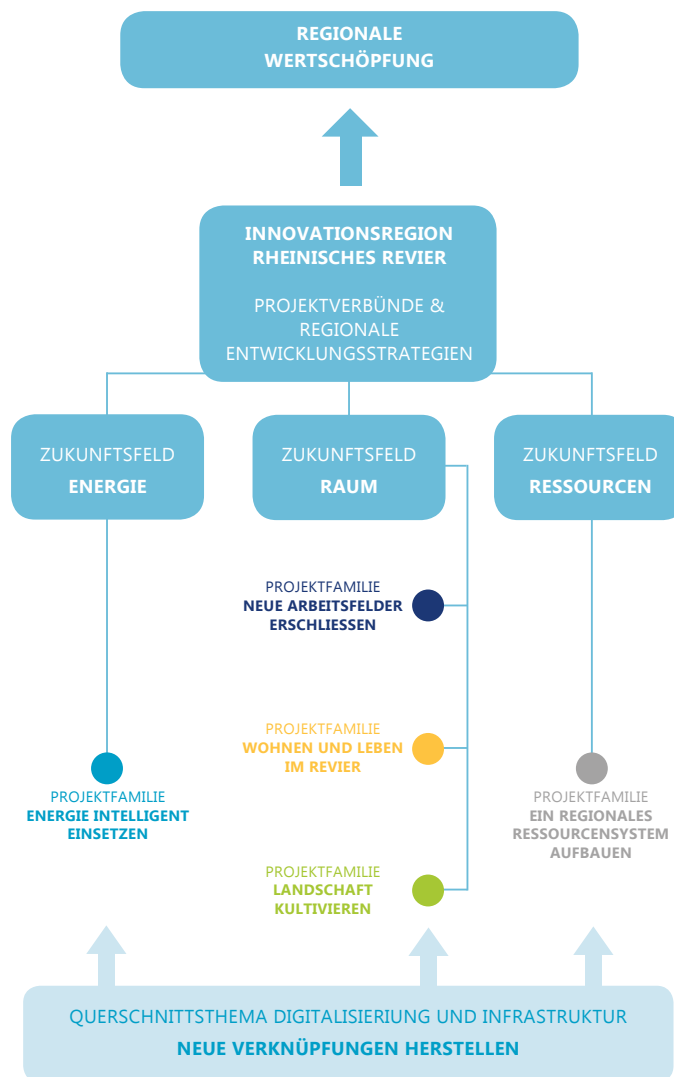 REGIONALE
WERTSCHÖPFUNG
INNOVATIONSREGION
RHEINISCHES REVIER
PROJEKTVERBÜNDE &
REGIONALE
ENTWICKLUNGSSTRATEGIEN
ZUKUNFTSFELD
ENERGIE
ZUKUNFTSFELD
RAUM
ZUKUNFTSFELD
RESSOURCEN
PROJEKTFAMILIE
NEUE ARBEITSFELDER
ERSCHLIESSEN
PROJEKTFAMILIE
WOHNEN UND LEBEN
IM REVIER
PROJEKTFAMILIE
ENERGIE INTELLIGENT
EINSETZEN
PROJEKTFAMILIE
EIN REGIONALES
RESSOURCENSYSTEM
AUFBAUEN
PROJEKTFAMILIE
LANDSCHAFT
KULTIVIEREN
QUERSCHNITTSTHEMA DIGITALISIERIUNG UND INFRASTRUKTUR
NEUE VERKNÜPFUNGEN HERSTELLEN